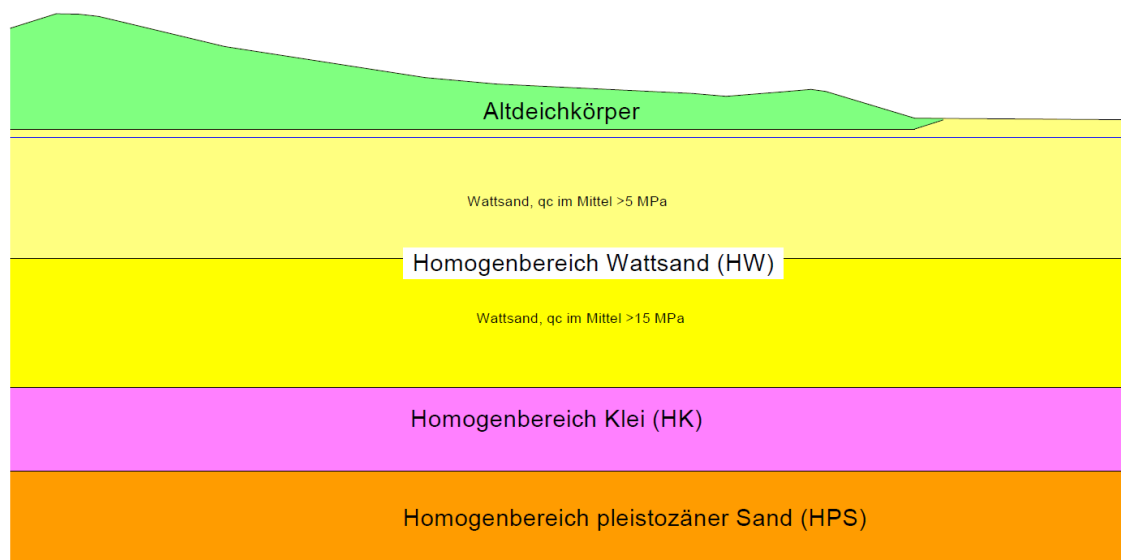 Altdeichkörper
Wattsand, qc im Mittel >5 MPa
Homogenbereich Wattsand (HW)
Wattsand, qc im Mittel >15 MPa
Homogenbereich Klei (HK)
Homogenbereich pleistozäner Sand (HPS)